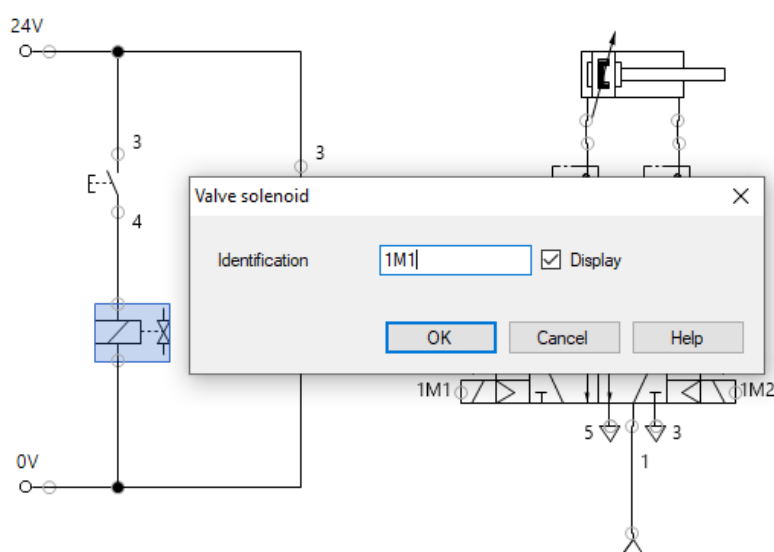 24V
3
3
4
Valve solenoid
Identification
1M1
Display
OK
Cancel
Help
1M1
1M2
5
3
1
0V